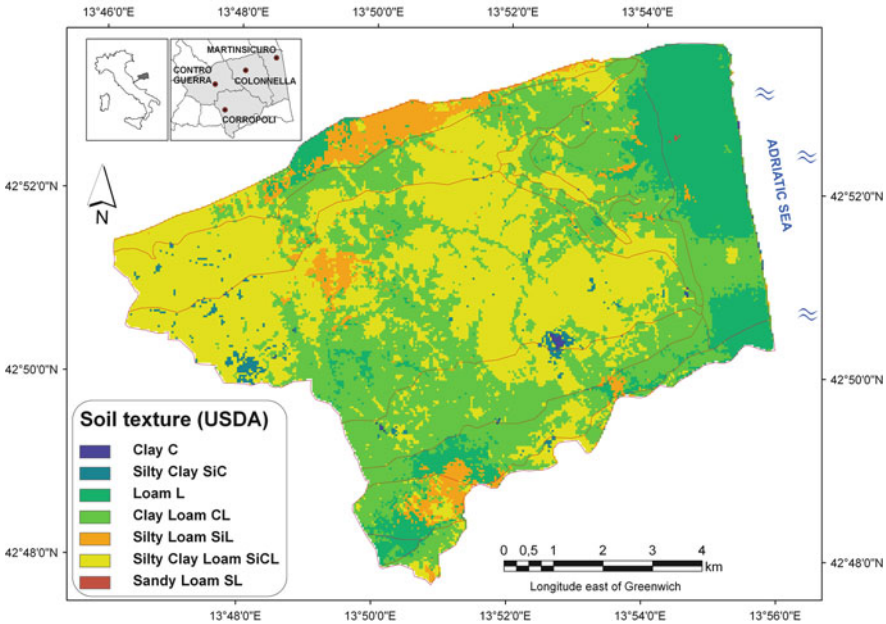 13°46'0"E 13°48'0"E 13°50'0"E 13°52'0"E 13°54'0"E
MARTINSICURO
CONTRO
GUERRA
COLONNELLA
CORROPOLI
42°52'0"N
42°52'0"N
N
ADRIATIC SEA
42°50'0"N
42°50'0"N
Soil texture (USDA)
Clay C
Silty Clay SiC
Loam L
Clay Loam CL
Silty Loam SiL
Silty Clay Loam SiCL
Sandy Loam SL
42°48'0"N
42°48'0"N
0 0,5 1 2 3 4
km
Longitude east of Greenwich
13°48'0"E 13°50'0"E 13°52'0"E 13°54'0"E 13°56'0"E